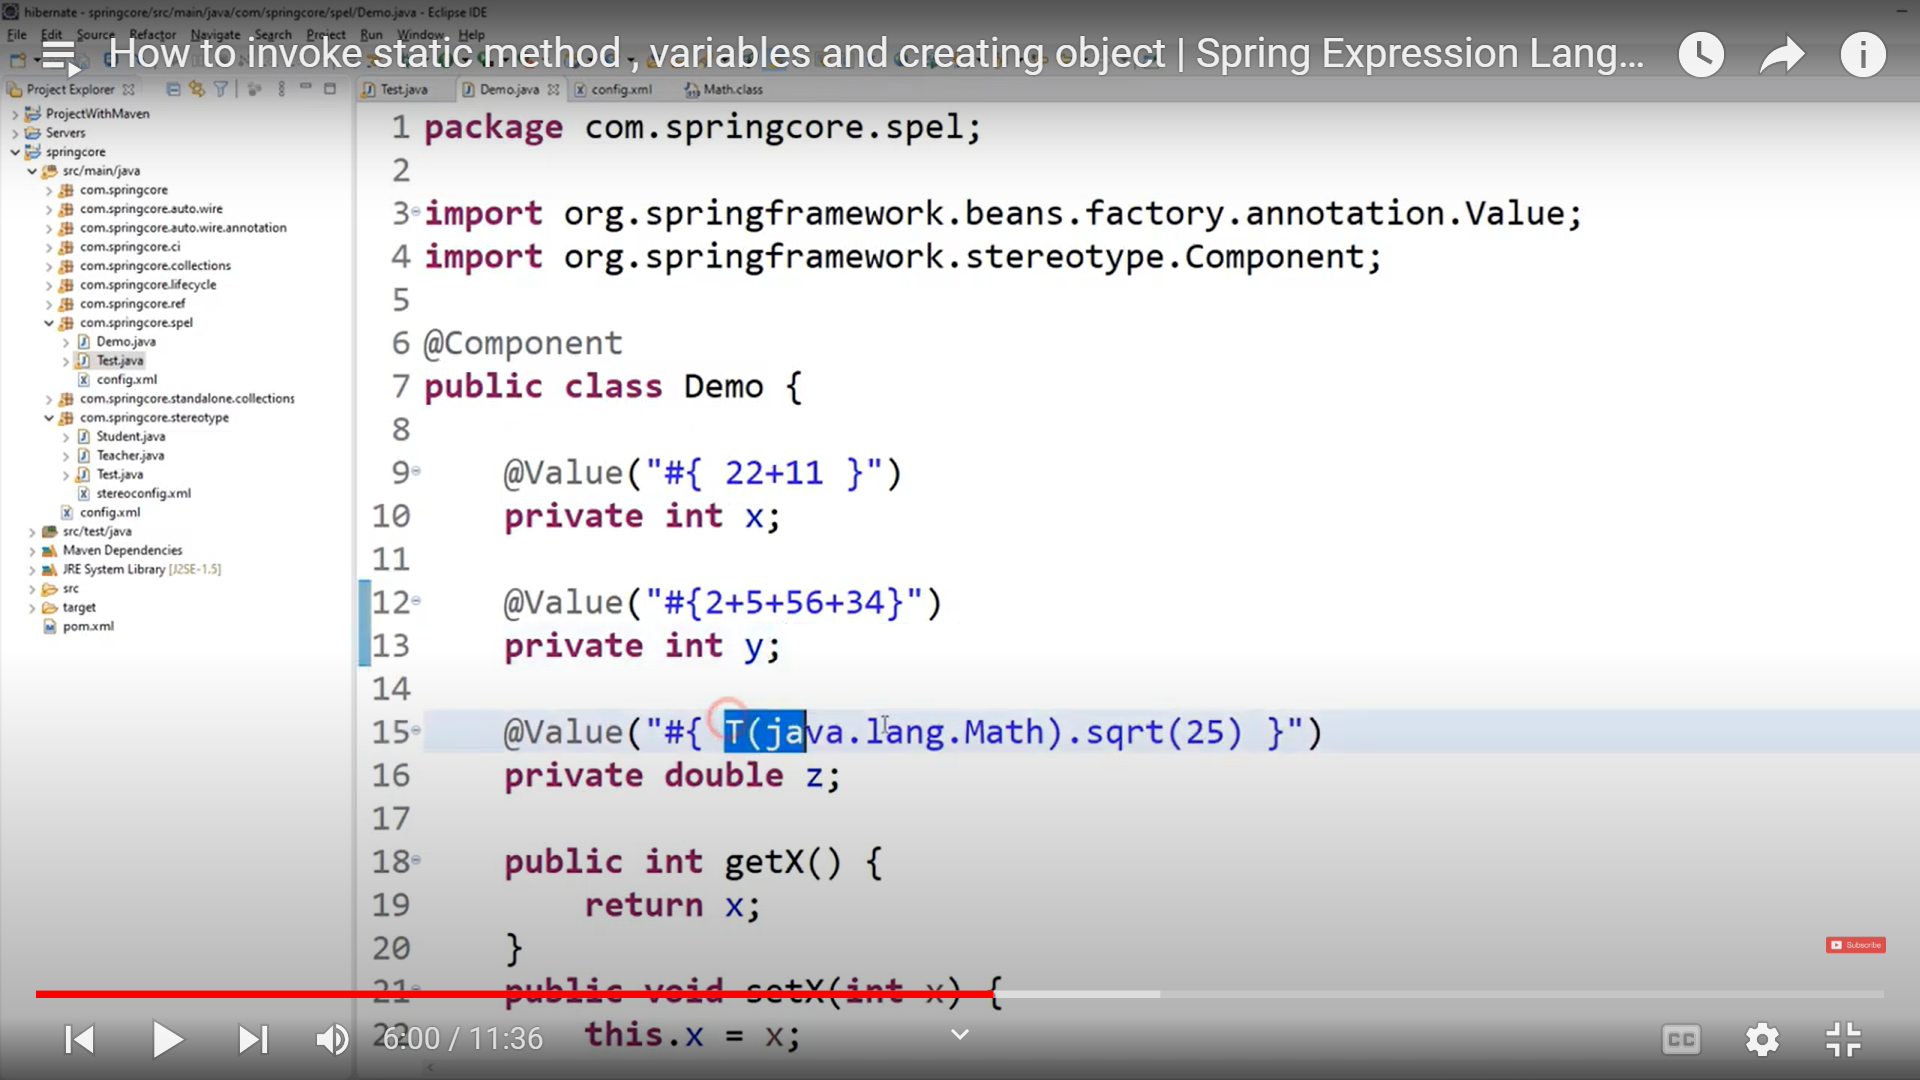 hibernate - springcore/src/main/java/com/springcore/spel/Demo.java - Eclipse IDE
File Edit Source Refactor Navigate Search Project Run Window Help
How to invoke static method , variables and creating object | Spring Expression Lang...
Project Explorer
Test.java Demo.java config.xml Math.class
ProjectWithMaven
Servers
springcore
src/main/java
com.springcore
com.springcore.auto.wire
com.springcore.auto.wire.annotation
com.springcore.ci
com.springcore.collections
com.springcore.lifecycle
com.springcore.ref
com.springcore.spel
Demo.java
Test.java
config.xml
com.springcore.standalone.collections
com.springcore.stereotype
Student.java
Teacher.java
Test.java
stereoconfig.xml
config.xml
src/test/java
Maven Dependencies
JRE System Library [J2SE-1.5]
src
target
pom.xml
1 package com.springcore.spel;
2
3 import org.springframework.beans.factory.annotation.Value;
4 import org.springframework.stereotype.Component;
5
6 @Component
7 public class Demo {
8
9 @Value("#{ 22+11 }")
10 private int x;
11
12 @Value("#{2+5+56+34}")
13 private int y;
14
15 @Value("#{ T(java.lang.Math).sqrt(25) }")
16 private double z;
17
18 public int getX() {
19 return x;
20 }
21 public void setX(int x) {
22 this.x = x;
Subscribe
6:00 / 11:36
CC